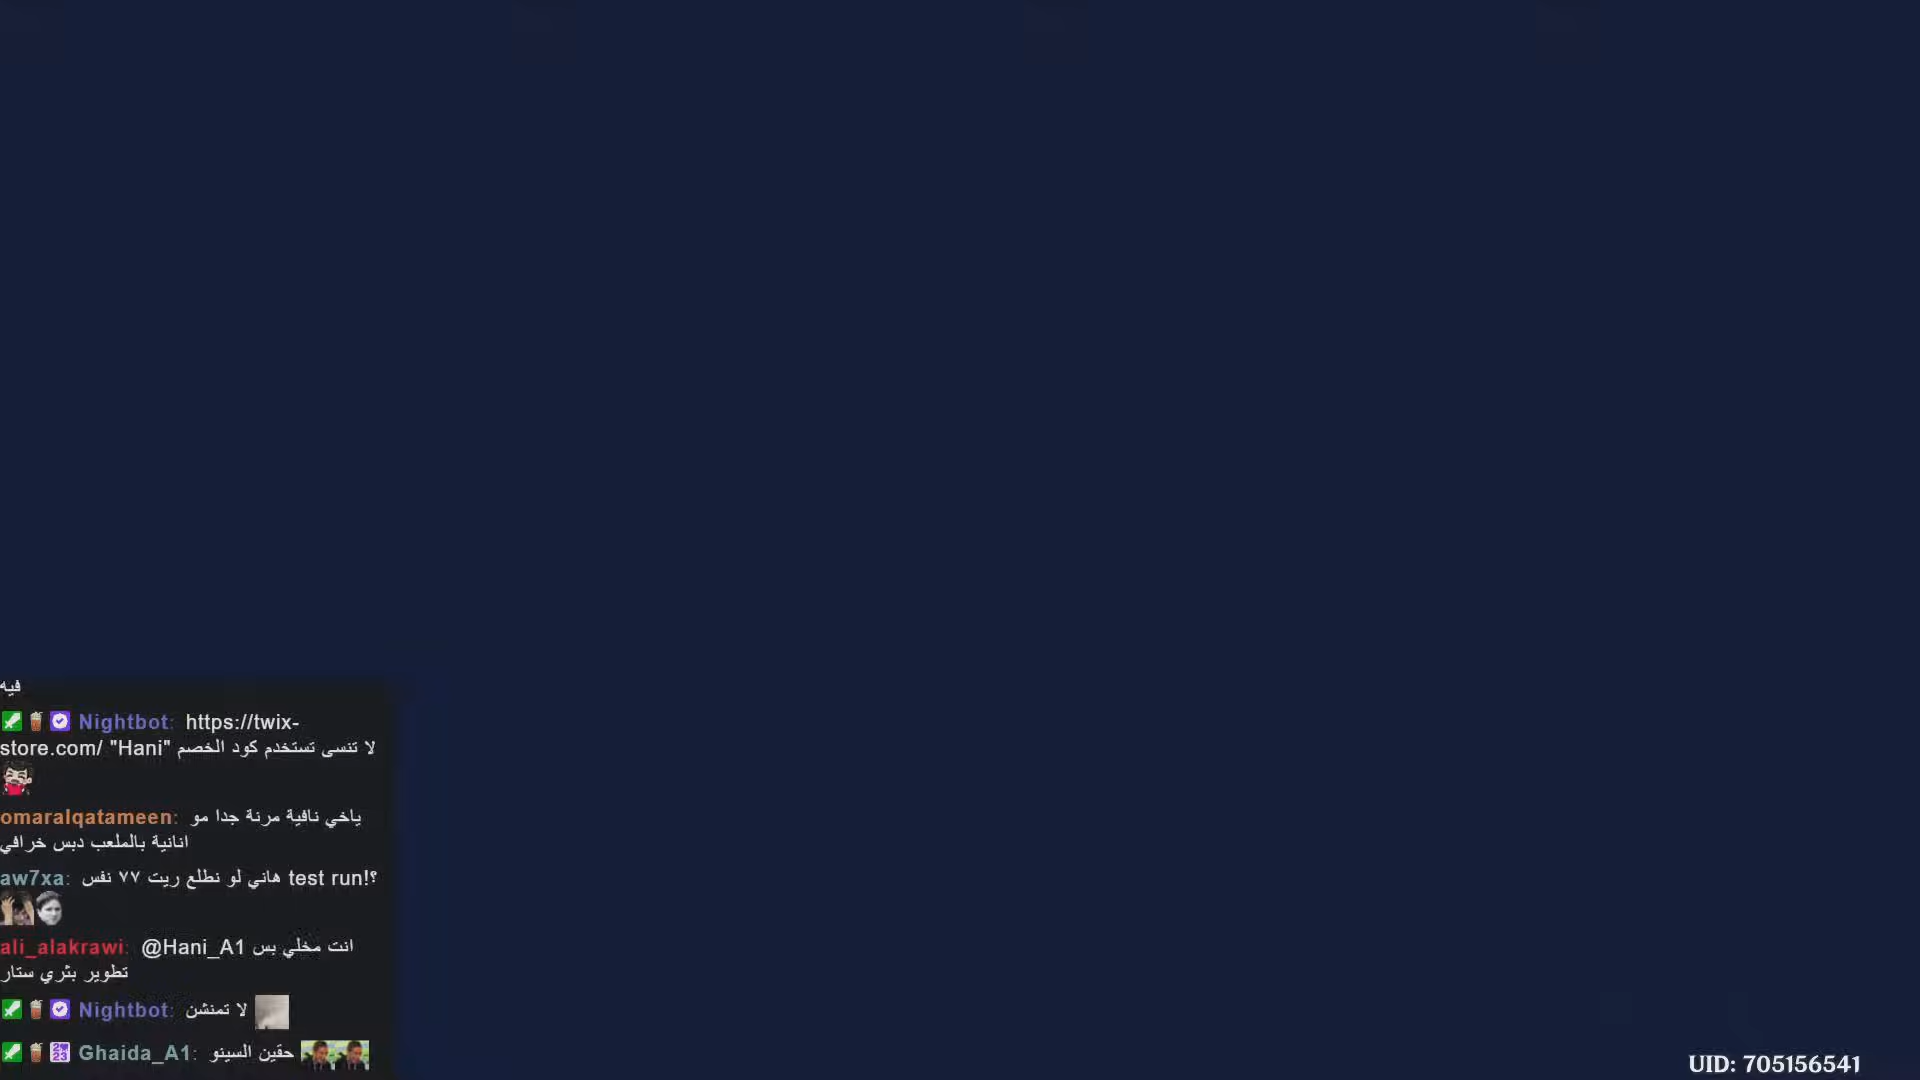 فيه
Nightbot: https://twix-
store.com/ "Hani" لا تنسى تستخدم كود الخصم
omaralqatameen: ياخي نافية مرنة جدا مو
انانية بالملعب دبس خرافي
aw7xa: هاني لو نطلع ريت ٧٧ نفس test run!؟
ali_alakrawi: @Hani_A1 انت مخلي بس
تطوير بثري ستار
Nightbot: لا تمنشن
Ghaida_A1: حقين السينو
UID: 705156541